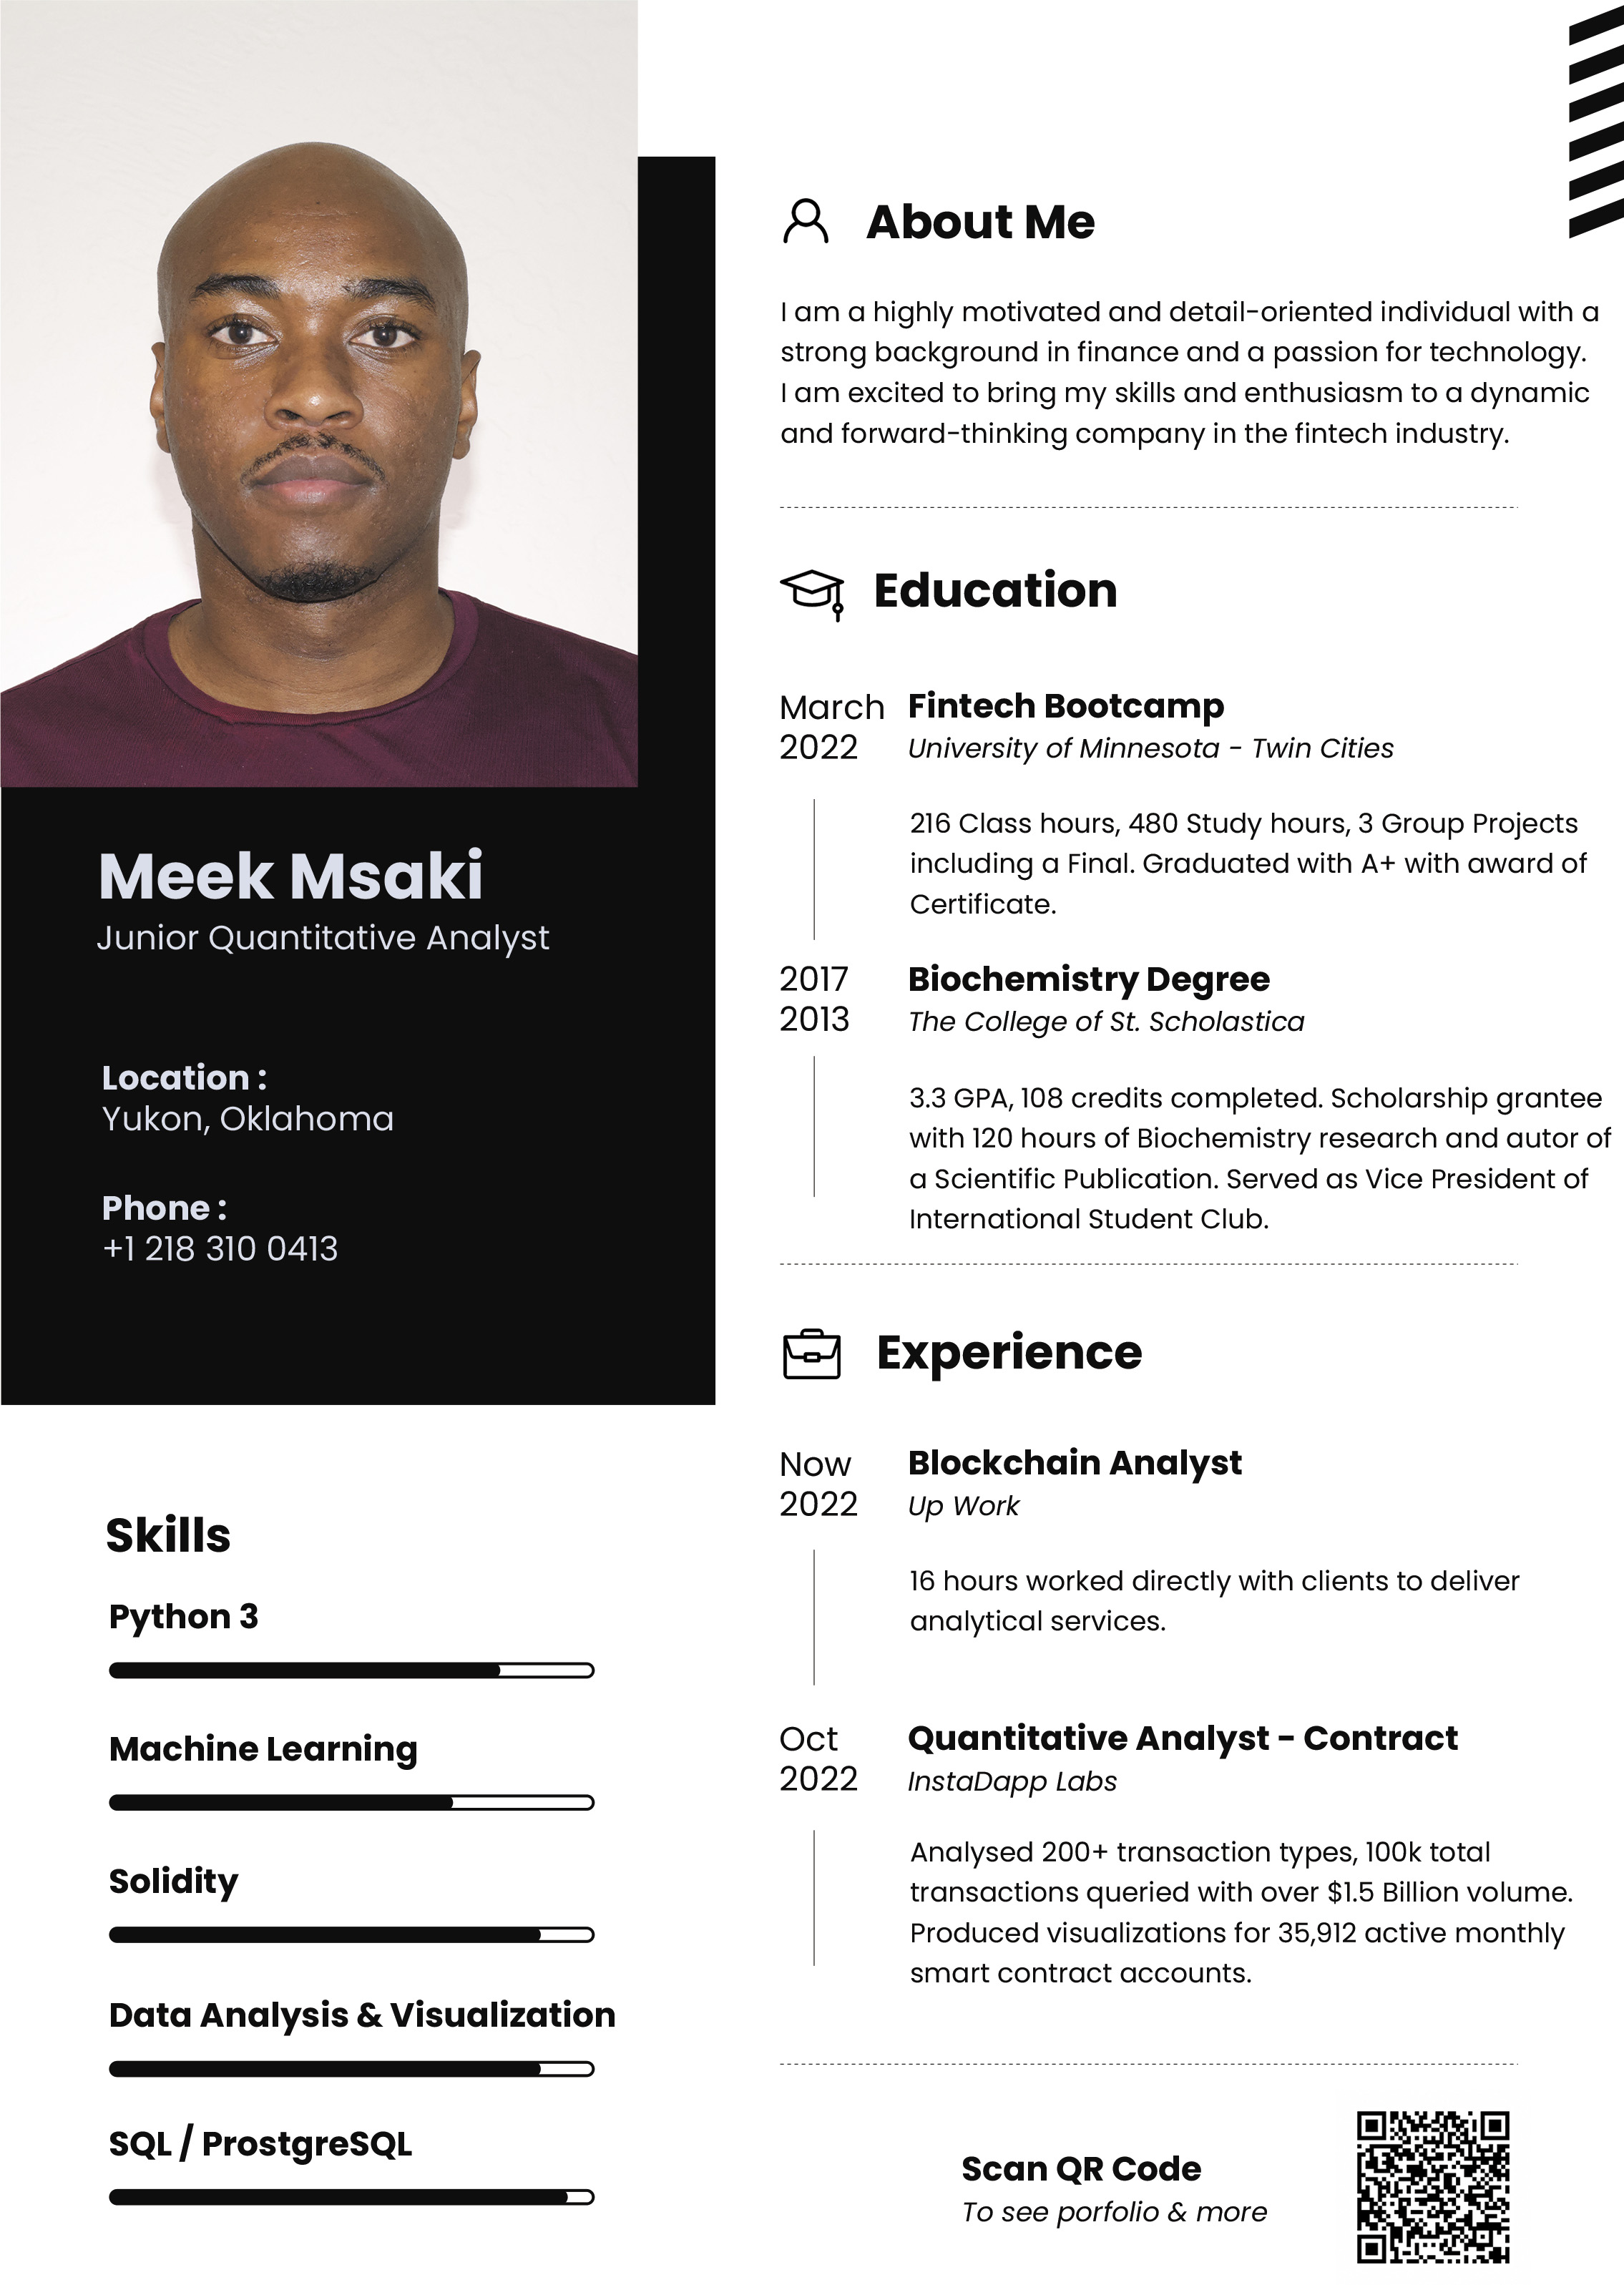 Meek Msaki
Junior Quantitative Analyst
Location :
Yukon, Oklahoma
Phone :
+1 218 310 0413
Skills
Python 3
Machine Learning
Solidity
Data Analysis & Visualization
SQL / ProstgreSQL
About Me
I am a highly motivated and detail-oriented individual with a
strong background in finance and a passion for technology.
I am excited to bring my skills and enthusiasm to a dynamic
and forward-thinking company in the fintech industry.
Education
March
2022
Fintech Bootcamp
University of Minnesota - Twin Cities
216 Class hours, 480 Study hours, 3 Group Projects
including a Final. Graduated with A+ with award of
Certificate.
2017
2013
Biochemistry Degree
The College of St. Scholastica
3.3 GPA, 108 credits completed. Scholarship grantee
with 120 hours of Biochemistry research and autor of
a Scientific Publication. Served as Vice President of
International Student Club.
Experience
Now
2022
Blockchain Analyst
Up Work
16 hours worked directly with clients to deliver
analytical services.
Oct
2022
Quantitative Analyst - Contract
InstaDapp Labs
Analysed 200+ transaction types, 100k total
transactions queried with over $1.5 Billion volume.
Produced visualizations for 35,912 active monthly
smart contract accounts.
Scan QR Code
To see porfolio & more